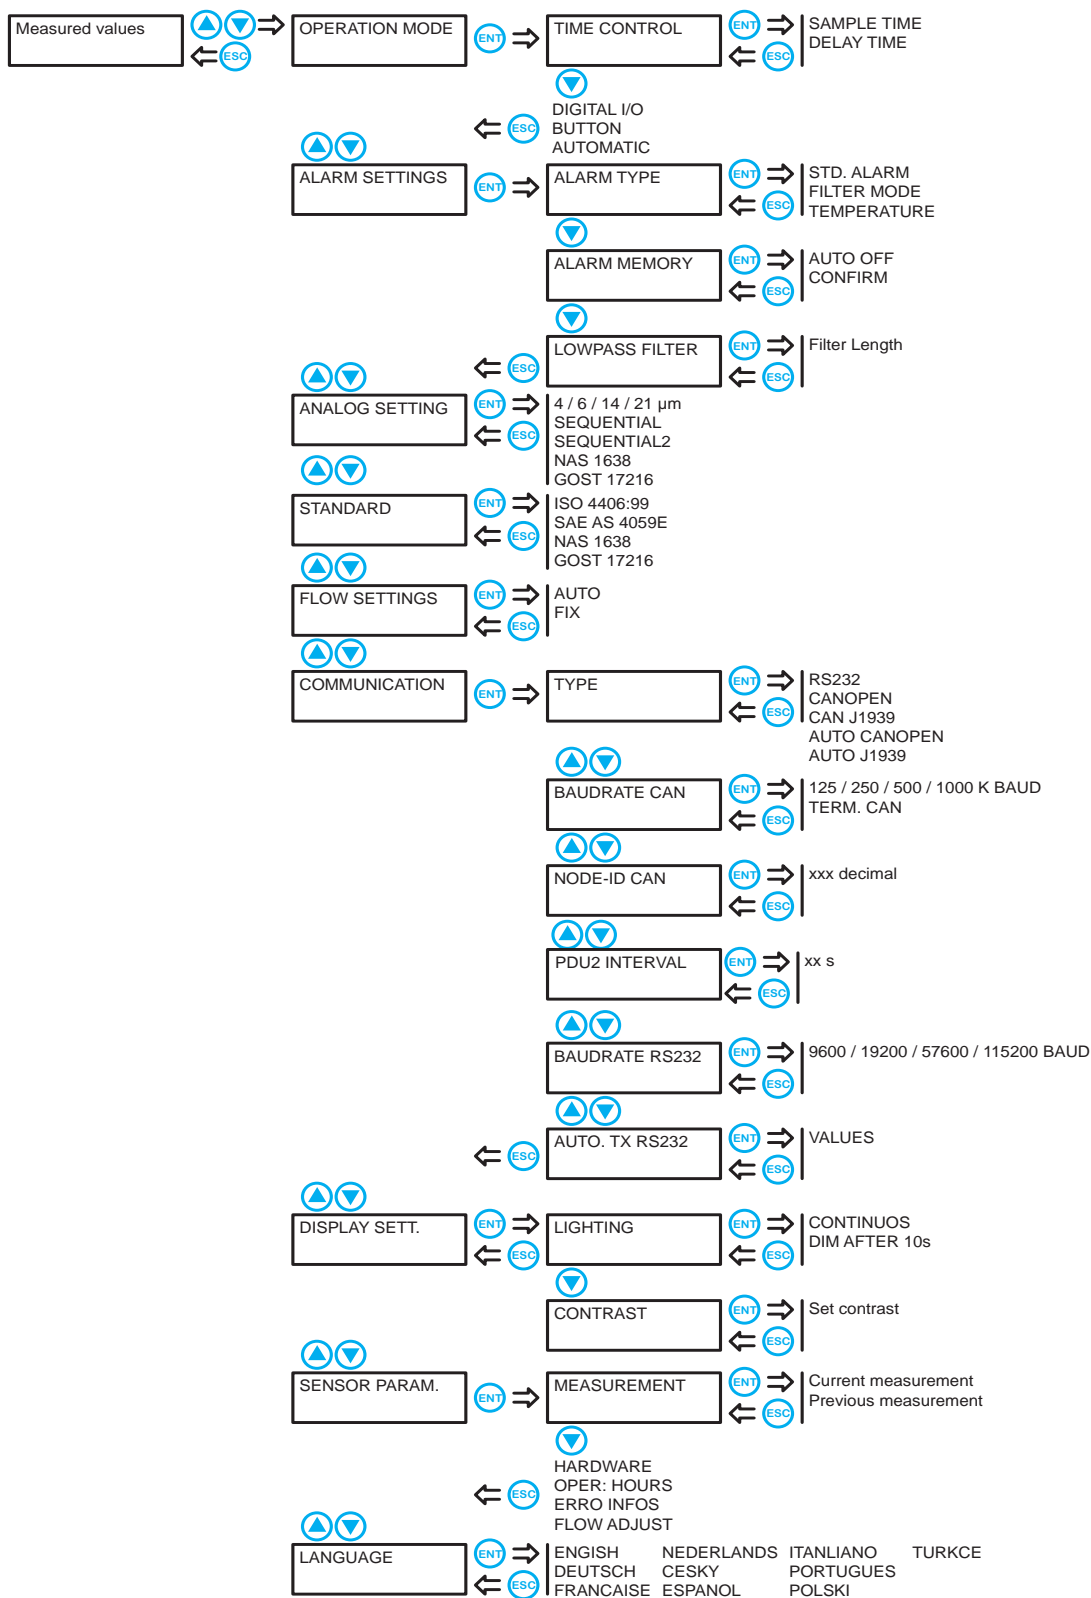 Measured values
ESC
OPERATION MODE
ENT
TIME CONTROL
ENT
ESC
SAMPLE TIME
DELAY TIME
ESC
DIGITAL I/O
BUTTON
AUTOMATIC
ALARM SETTINGS
ENT
ALARM TYPE
ENT
ESC
STD. ALARM
FILTER MODE
TEMPERATURE
ALARM MEMORY
ENT
ESC
AUTO OFF
CONFIRM
ESC
LOWPASS FILTER
ENT
ESC
Filter Length
ANALOG SETTING
ENT
ESC
4 / 6 / 14 / 21 µm
SEQUENTIAL
SEQUENTIAL2
NAS 1638
GOST 17216
STANDARD
ENT
ESC
ISO 4406:99
SAE AS 4059E
NAS 1638
GOST 17216
FLOW SETTINGS
ENT
ESC
AUTO
FIX
COMMUNICATION
ENT
TYPE
ENT
ESC
RS232
CANOPEN
CAN J1939
AUTO CANOPEN
AUTO J1939
BAUDRATE CAN
ENT
ESC
125 / 250 / 500 / 1000 K BAUD
TERM. CAN
NODE-ID CAN
ENT
ESC
xxx decimal
PDU2 INTERVAL
ENT
ESC
xx s
BAUDRATE RS232
ENT
ESC
9600 / 19200 / 57600 / 115200 BAUD
ESC
AUTO. TX RS232
ENT
ESC
VALUES
DISPLAY SETT.
ENT
ESC
LIGHTING
ENT
ESC
CONTINUOS
DIM AFTER 10s
CONTRAST
ENT
ESC
Set contrast
SENSOR PARAM.
ENT
MEASUREMENT
ENT
ESC
Current measurement
Previous measurement
ESC
HARDWARE
OPER: HOURS
ERRO INFOS
FLOW ADJUST
LANGUAGE
ENT
ESC
ENGISH NEDERLANDS ITANLIANO TURKCE
DEUTSCH CESKY PORTUGUES
FRANCAISE ESPANOL POLSKI